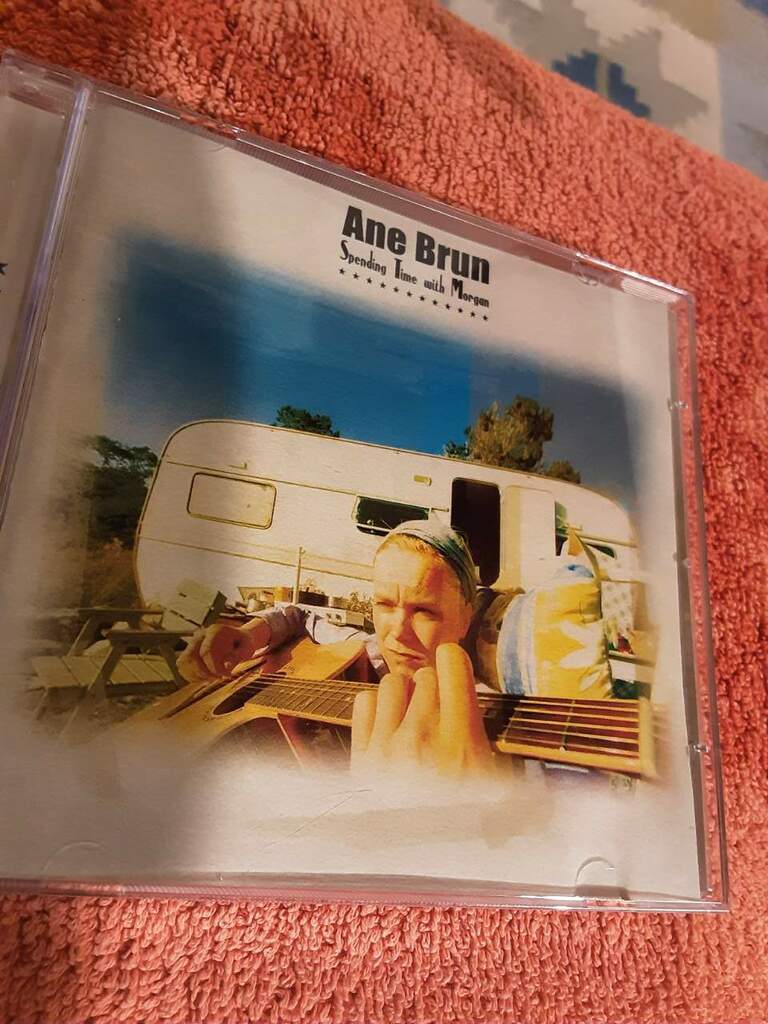 Ane Brun
Spending Time with Morgan